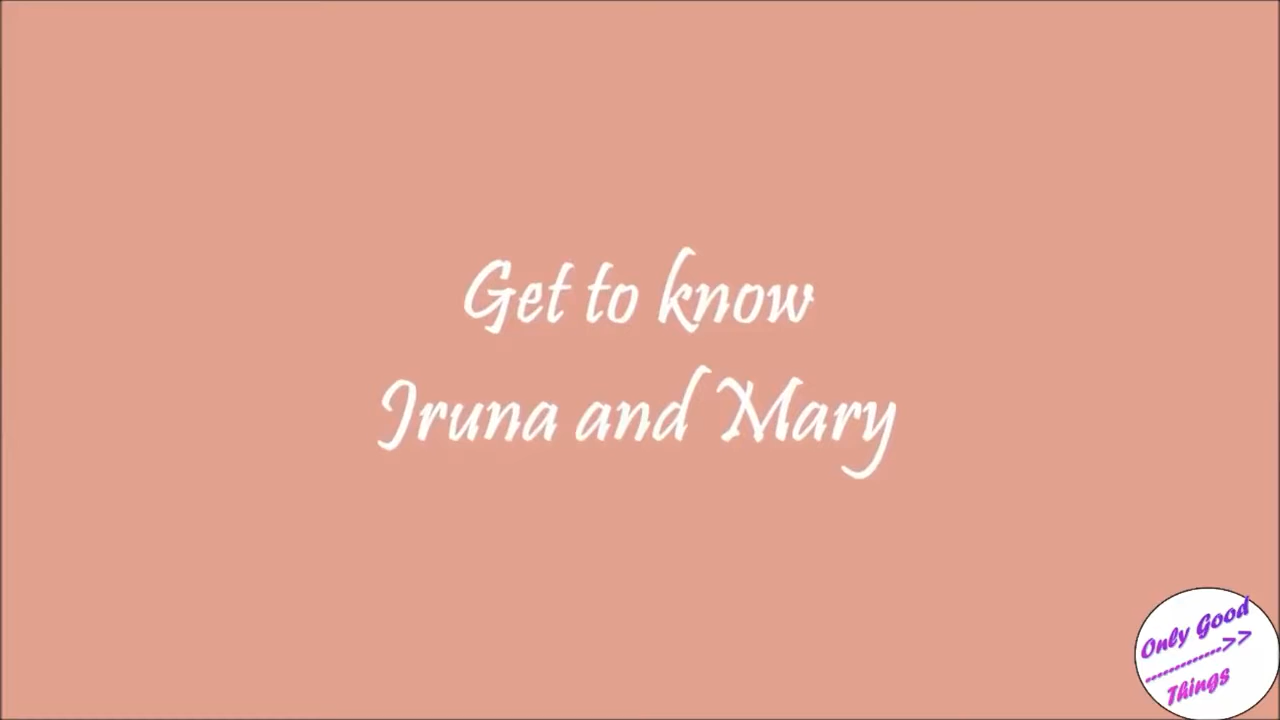 Get to know
Iruna and Mary
Only Good
.............>>
Things